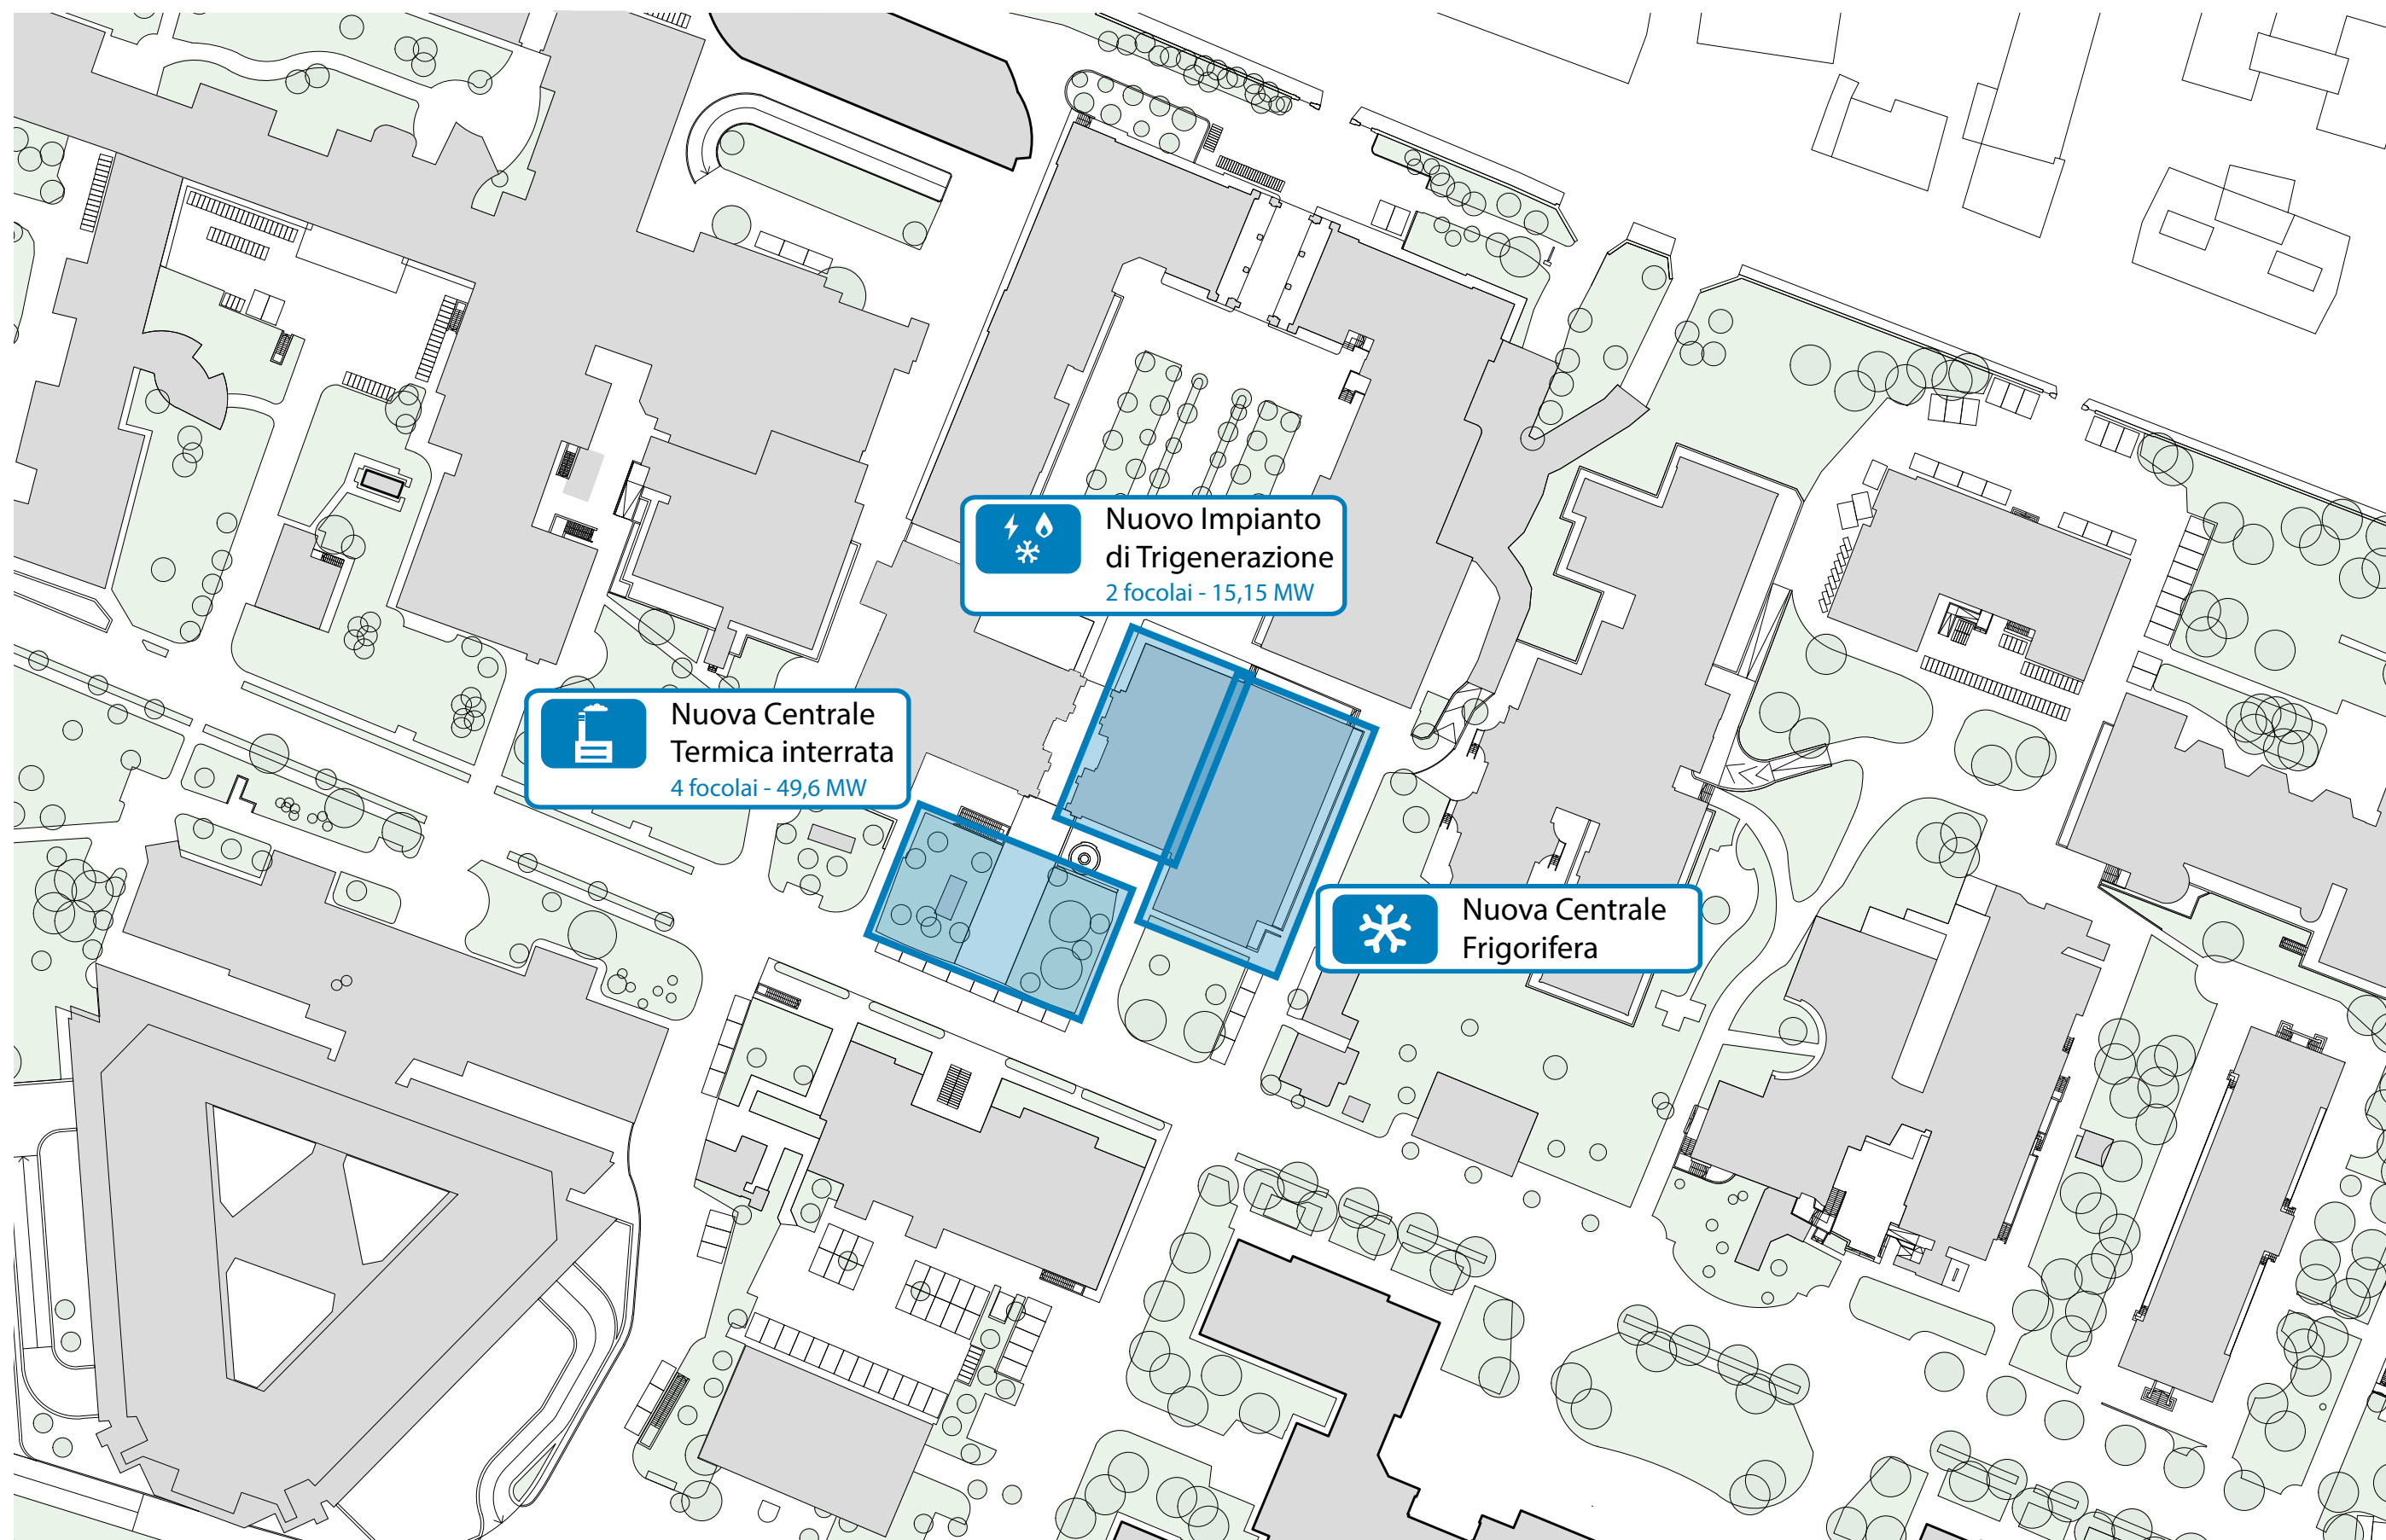 Nuovo Impianto
di Trigenerazione
2 focolai - 15,15 MW
Nuova Centrale
Termica interrata
4 focolai - 49,6 MW
Nuova Centrale
Frigorifera